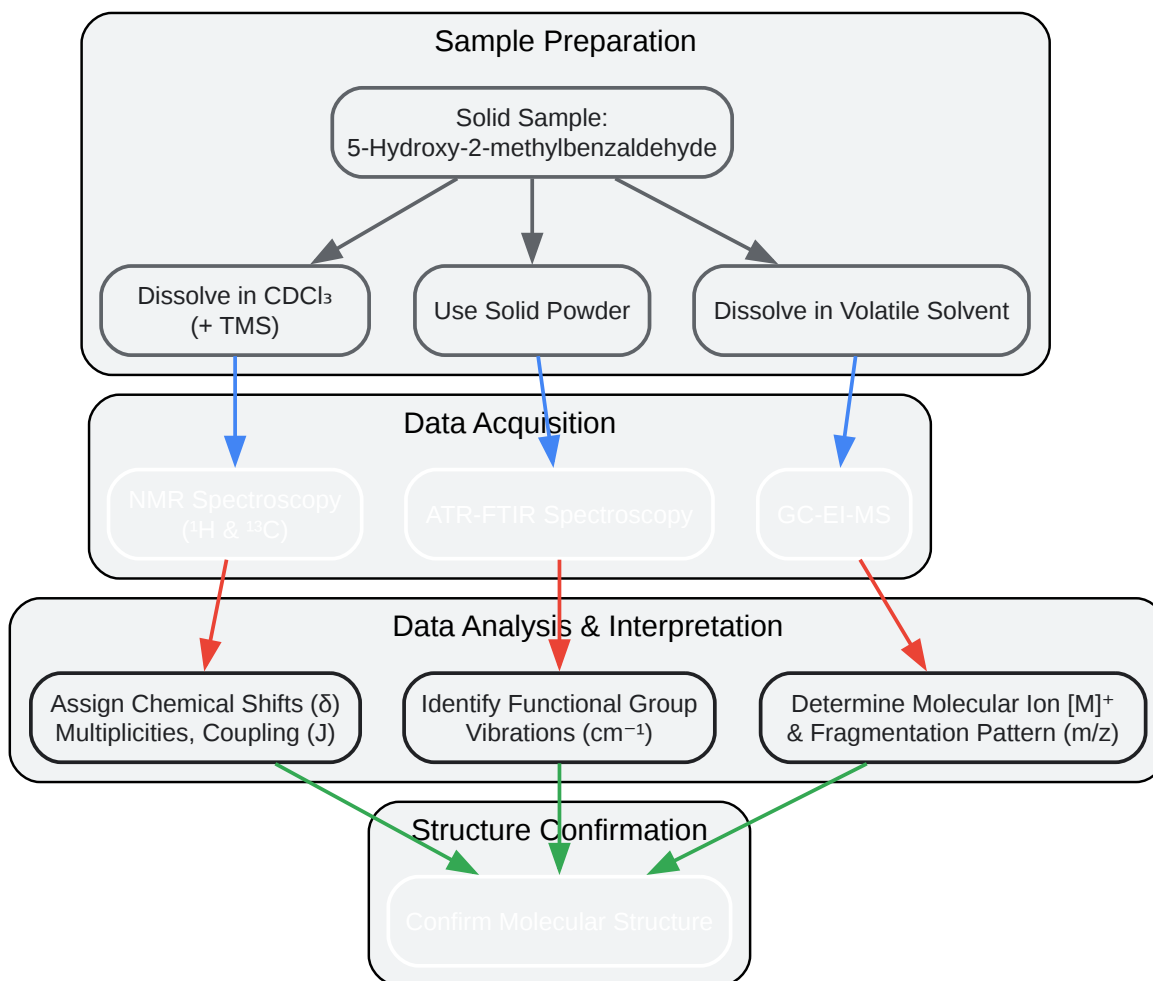 Sample Preparation
Solid Sample:
5-Hydroxy-2-methylbenzaldehyde
Dissolve in CDCl₃
(+ TMS)
Use Solid Powder
Dissolve in Volatile Solvent
Data Acquisition
NMR Spectroscopy
(¹H & ¹³C)
ATR-FTIR Spectroscopy
GC-EI-MS
Data Analysis & Interpretation
Assign Chemical Shifts (δ)
Multiplicities, Coupling (J)
Identify Functional Group
Vibrations (cm⁻¹)
Determine Molecular Ion [M]⁺
& Fragmentation Pattern (m/z)
Structure Confirmation
Confirm Molecular Structure